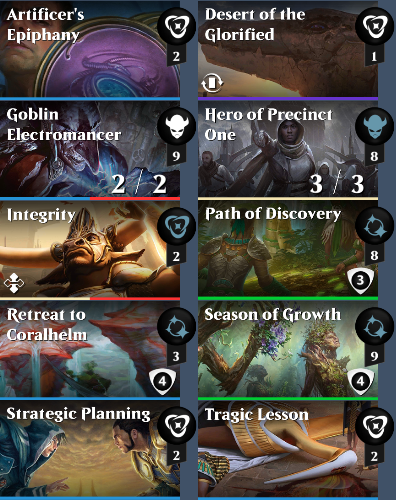 Artificer's
Epiphany
2
Desert of the
Glorified
1
Goblin
Electromancer
9
2 / 2
Hero of Precinct
One
8
3 / 3
Integrity
2
Path of Discovery
8
3
Retreat to
Coralhelm
3
4
Season of Growth
9
4
Strategic Planning
2
Tragic Lesson
2